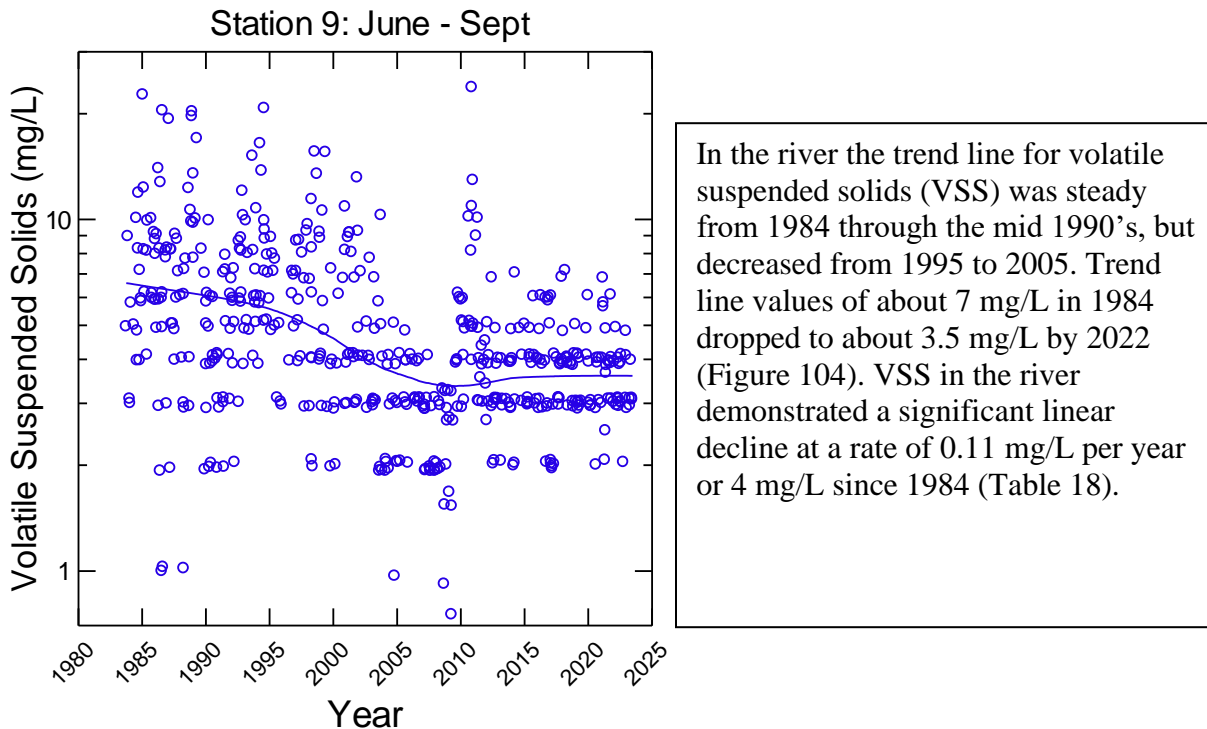 Station 9: June - Sept
Volatile Suspended Solids (mg/L)
10
1
1980
1985
1990
1995
2000
2005
2010
2015
2020
2025
Year
In the river the trend line for volatile
suspended solids (VSS) was steady
from 1984 through the mid 1990's, but
decreased from 1995 to 2005. Trend
line values of about 7 mg/L in 1984
dropped to about 3.5 mg/L by 2022
(Figure 104). VSS in the river
demonstrated a significant linear
decline at a rate of 0.11 mg/L per year
or 4 mg/L since 1984 (Table 18).